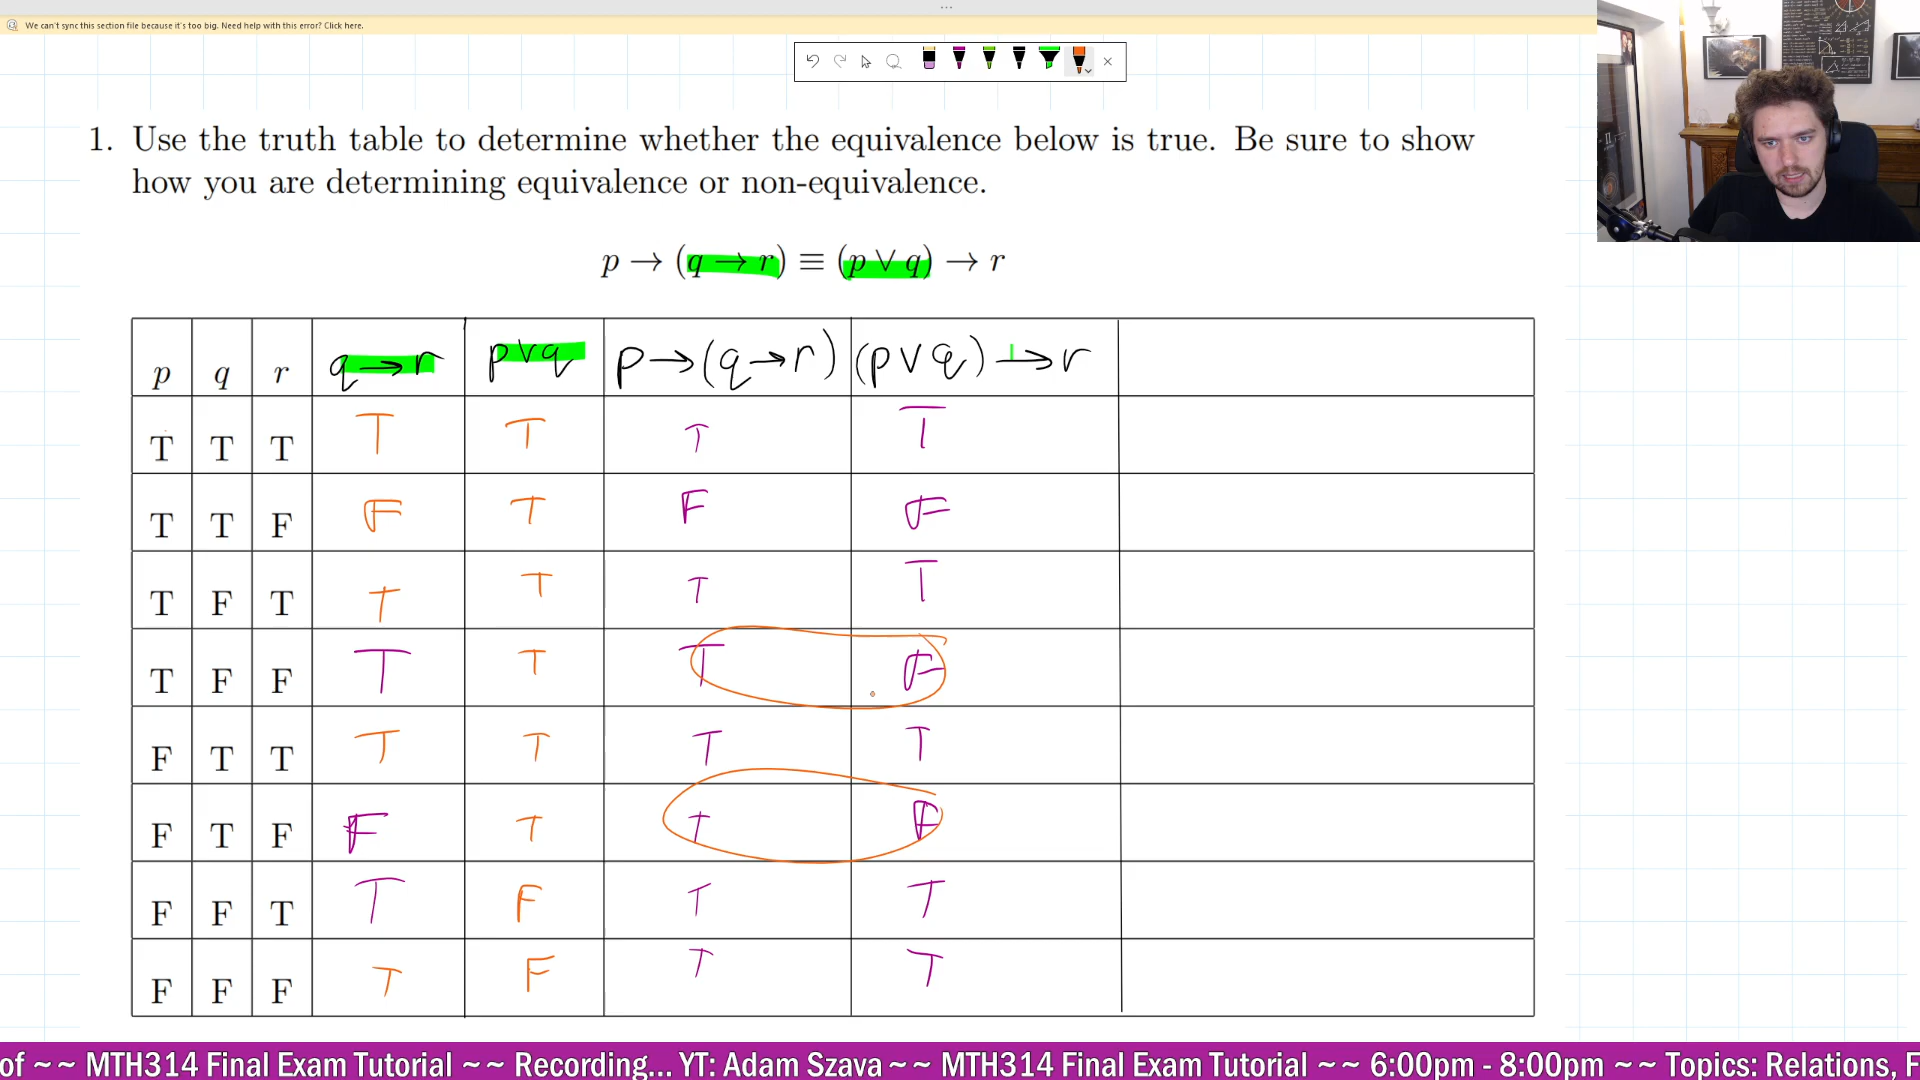 We can't sync this section file because it's too big. Need help with this error? Click here.
1. Use the truth table to determine whether the equivalence below is true. Be sure to show
how you are determining equivalence or non-equivalence.
p → (q → r) ≡ (p ∨ q) → r
p q r q→r p∨q p→(q→r) (p∨q)→r
T T T T T T T
T T F F T F F
T F T T T T T
T F F T T T F
F T T T T T T
F T F F T T F
F F T T F T T
F F F T F T T
of ~~ MTH314 Final Exam Tutorial ~~ Recording... YT: Adam Szava ~~ MTH314 Final Exam Tutorial ~~ 6:00pm - 8:00pm ~~ Topics: Relations, F